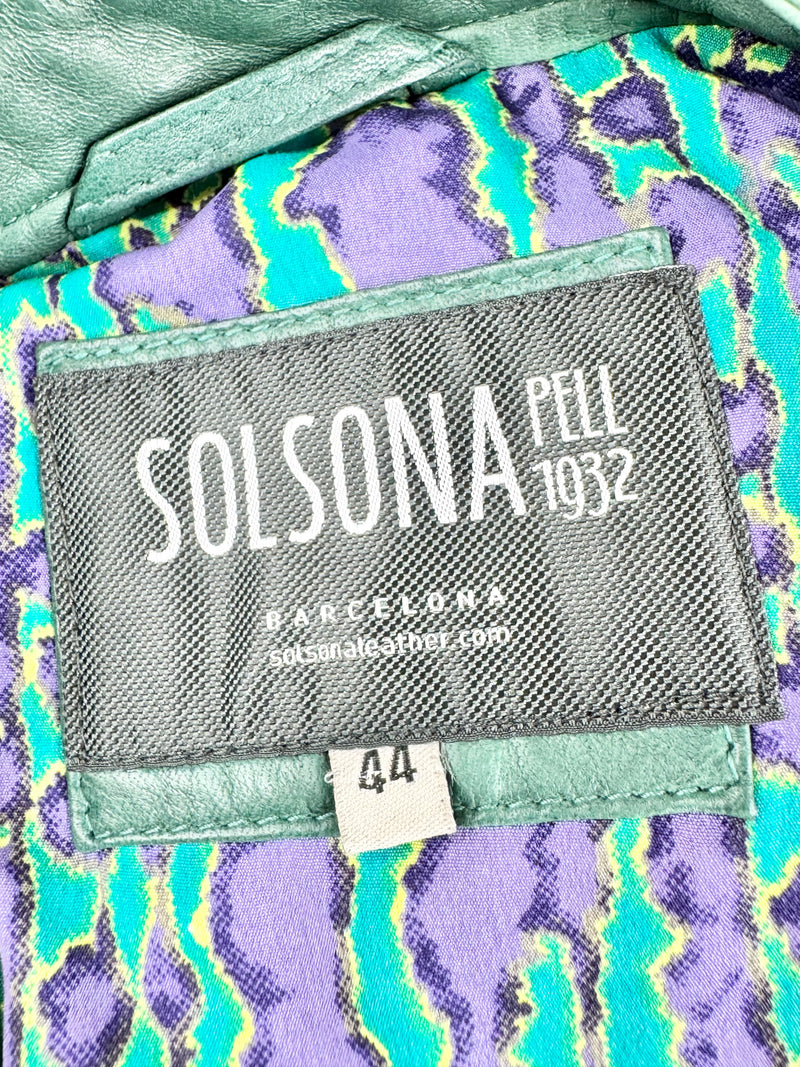 SOLSONA PELL 1932
BARCELONA
solsonaleather.com
44